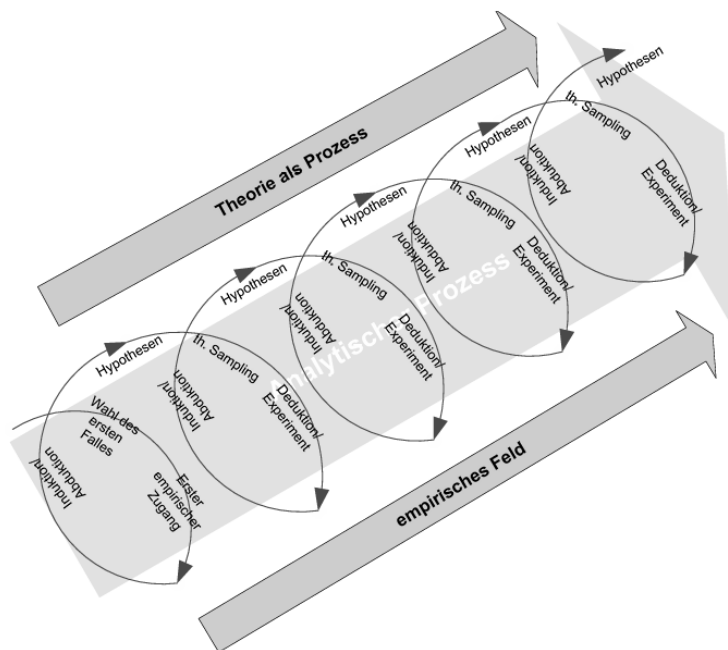 Theorie als Prozess
Hypothesen
th. Sampling
Induktion/
Abduktion
Deduktion/
Experiment
Hypothesen
th. Sampling
Induktion/
Abduktion
Deduktion/
Experiment
Hypothesen
th. Sampling
Induktion/
Abduktion
Deduktion/
Experiment
Analytischer Prozess
Hypothesen
th. Sampling
Induktion/
Abduktion
Deduktion/
Experiment
Hypothesen
Wahl des
ersten
Falles
Induktion/
Abduktion
Erster
empirischer
Zugang
empirisches Feld